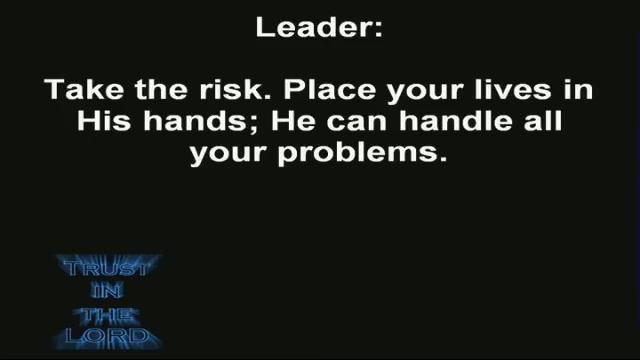 Leader:
Take the risk. Place your lives in
His hands; He can handle all
your problems.
TRUST
IN
THE
LORD